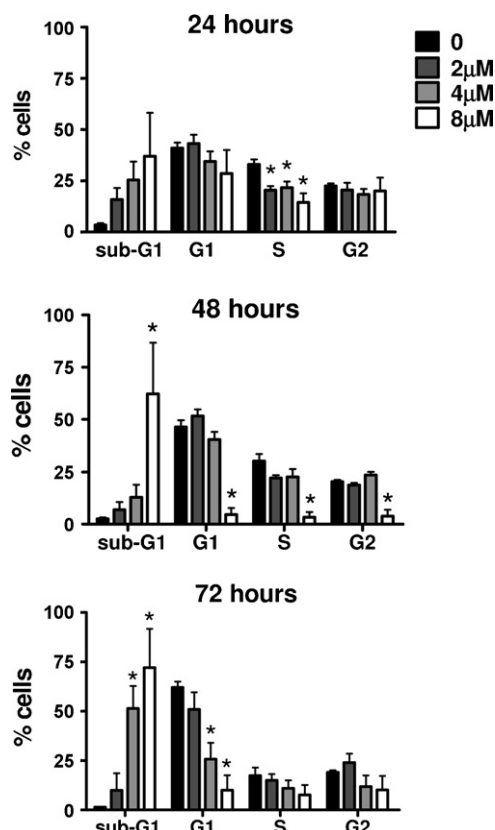 24 hours
0
2μM
4μM
8μM
100
75
50
25
0
% cells
* * *
sub-G1 G1 S G2
48 hours
100
75
50
25
0
% cells
* * * *
sub-G1 G1 S G2
72 hours
100
75
50
25
0
% cells
* * * *
sub-G1 G1 S G2